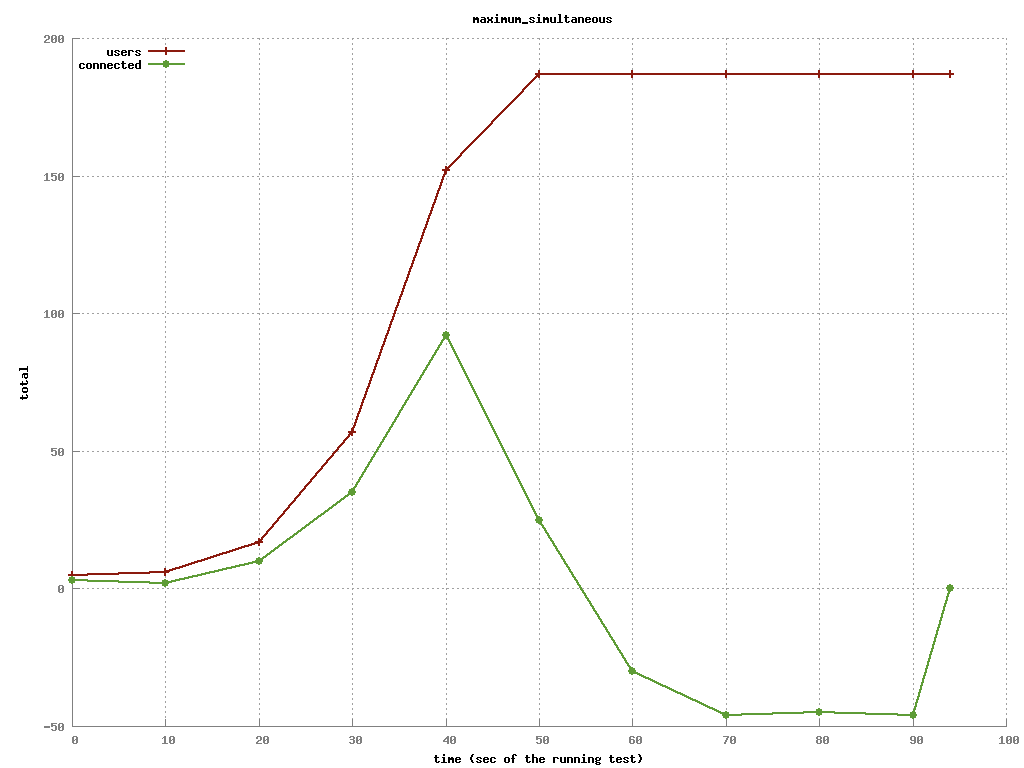 maximum_simultaneous
200
users
connected
150
100
total
50
0
-50
0 10 20 30 40 50 60 70 80 90 100
time (sec of the running test)